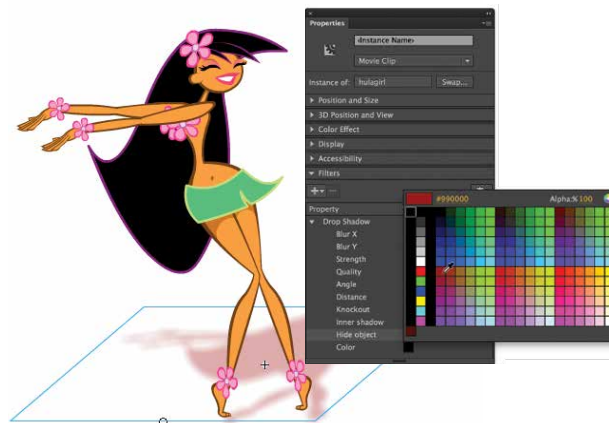 Properties
‹Instance Name›
Movie Clip
Instance of: hulagirl Swap...
Position and Size
3D Position and View
Color Effect
Display
Accessibility
Filters
#990000 Alpha:% 100
Property
Drop Shadow
Blur X
Blur Y
Strength
Quality
Angle
Distance
Knockout
Inner shadow
Hide object
Color